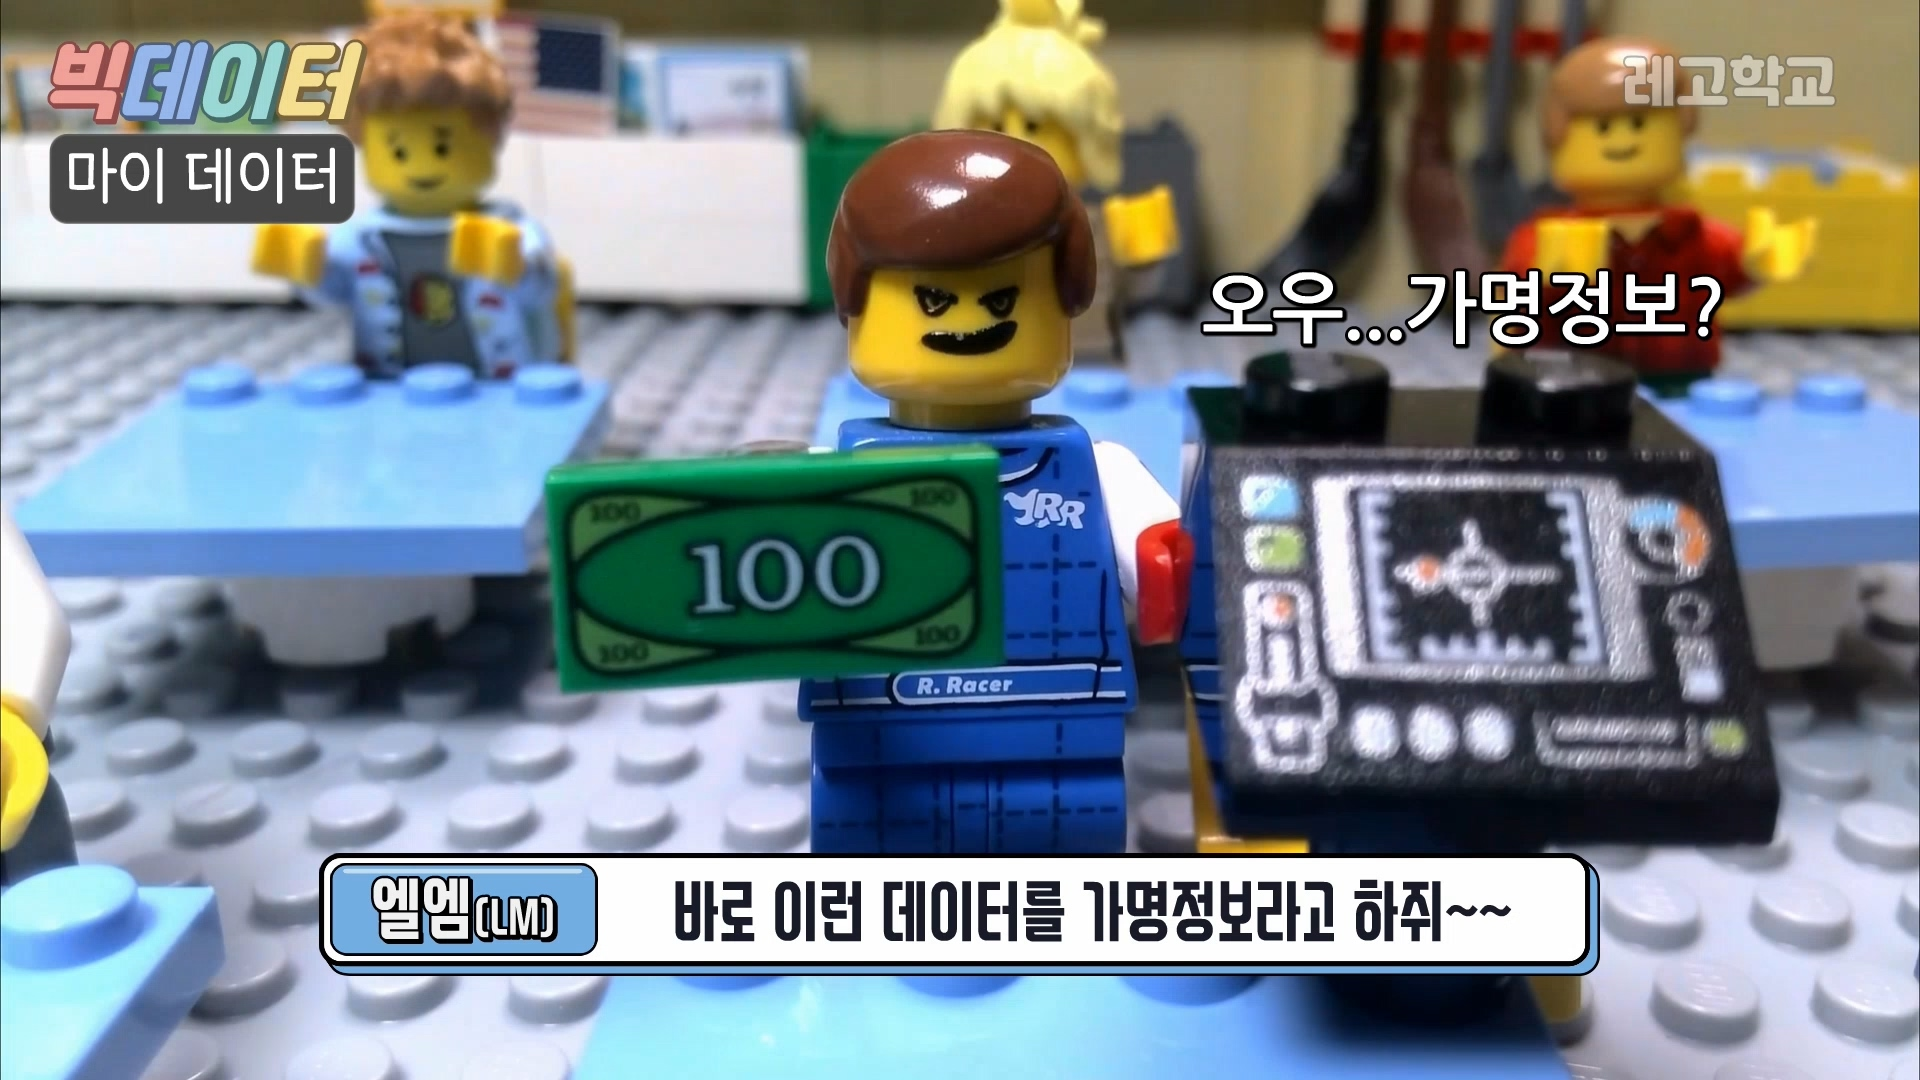 빅데이터
마이 데이터
레고학교
오우...가명정보?
100
100
100
100
100
YRR
R. Racer
엘엠(LM)
바로 이런 데이터를 가명정보라고 하쥐~~